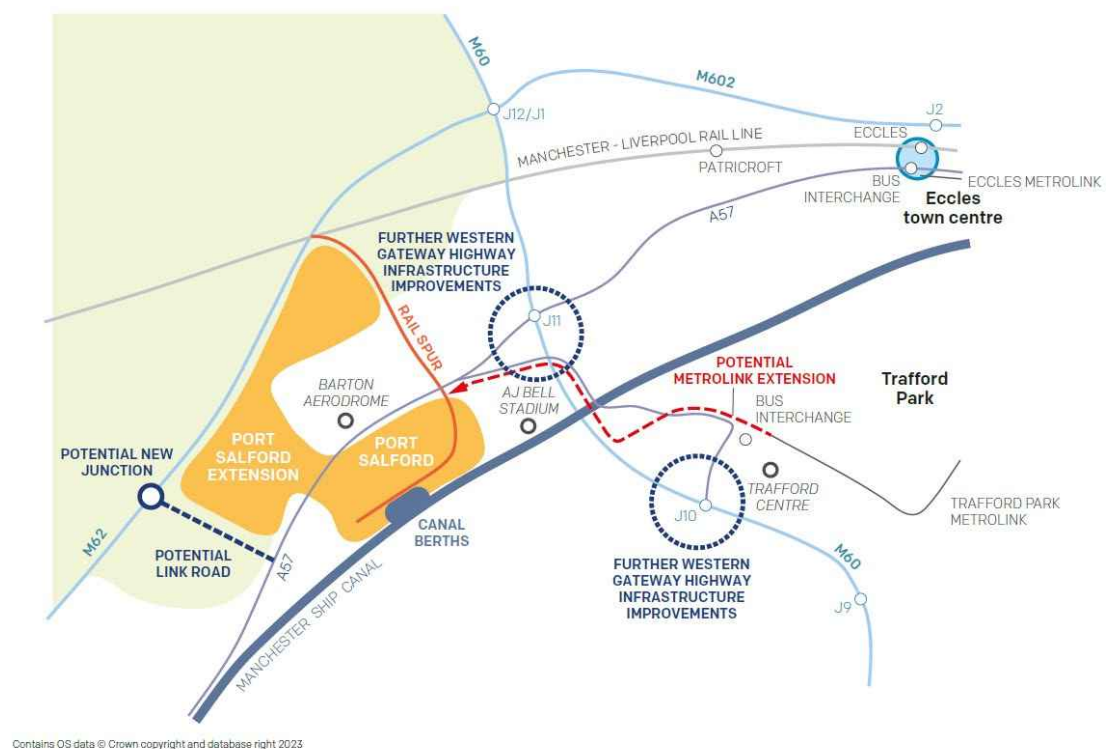 M60
M602
J12/J1
J2
ECCLES
MANCHESTER - LIVERPOOL RAIL LINE
PATRICROFT
BUS
INTERCHANGE
ECCLES METROLINK
Eccles
town centre
A57
FURTHER WESTERN
GATEWAY HIGHWAY
INFRASTRUCTURE
IMPROVEMENTS
J11
RAIL SPUR
BARTON
AERODROME
AJ BELL
STADIUM
POTENTIAL
METROLINK EXTENSION
BUS
INTERCHANGE
Trafford
Park
PORT
SALFORD
EXTENSION
PORT
SALFORD
POTENTIAL NEW
JUNCTION
TRAFFORD
CENTRE
TRAFFORD PARK
METROLINK
J10
CANAL
BERTHS
M62
POTENTIAL
LINK ROAD
A57
MANCHESTER SHIP CANAL
FURTHER WESTERN
GATEWAY HIGHWAY
INFRASTRUCTURE
IMPROVEMENTS
M60
J9
Contains OS data © Crown copyright and database right 2023